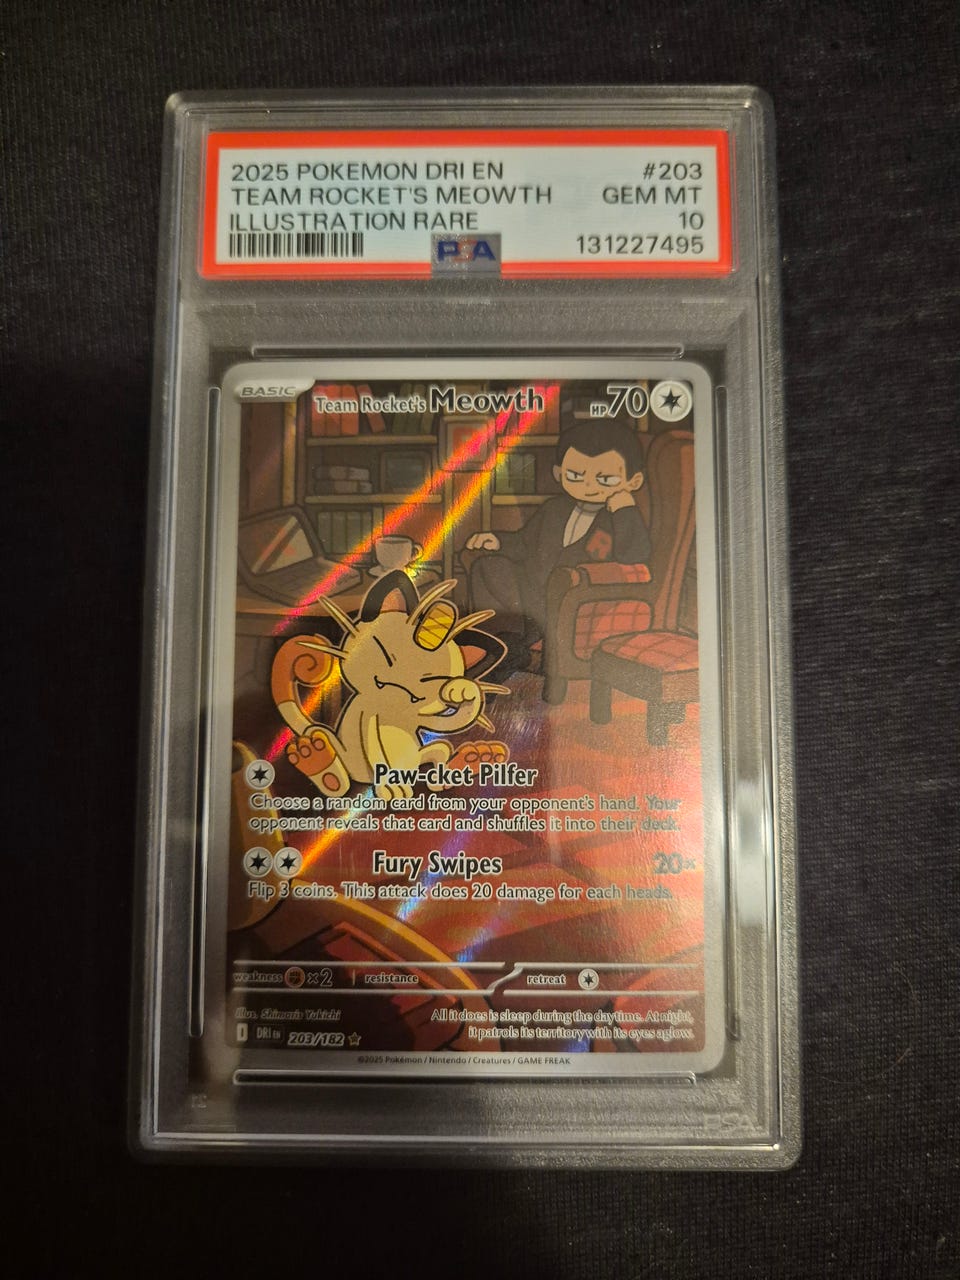 2025 POKEMON DRI EN #203
TEAM ROCKET'S MEOWTH GEM MT
ILLUSTRATION RARE 10
PSA 131227495
BASIC Team Rocket's Meowth HP 70
R
Paw-cket Pilfer
Choose a random card from your opponent's hand. Your
opponent reveals that card and shuffles it into their deck.
Fury Swipes 20×
Flip 3 coins. This attack does 20 damage for each heads.
weakness ×2 resistance retreat
Illus. Shimaris Yukichi
All it does is sleep during the daytime. At night,
it patrols its territory with its eyes aglow.
I DRI EN 203/182
©2025 Pokémon / Nintendo / Creatures / GAME FREAK
PSA